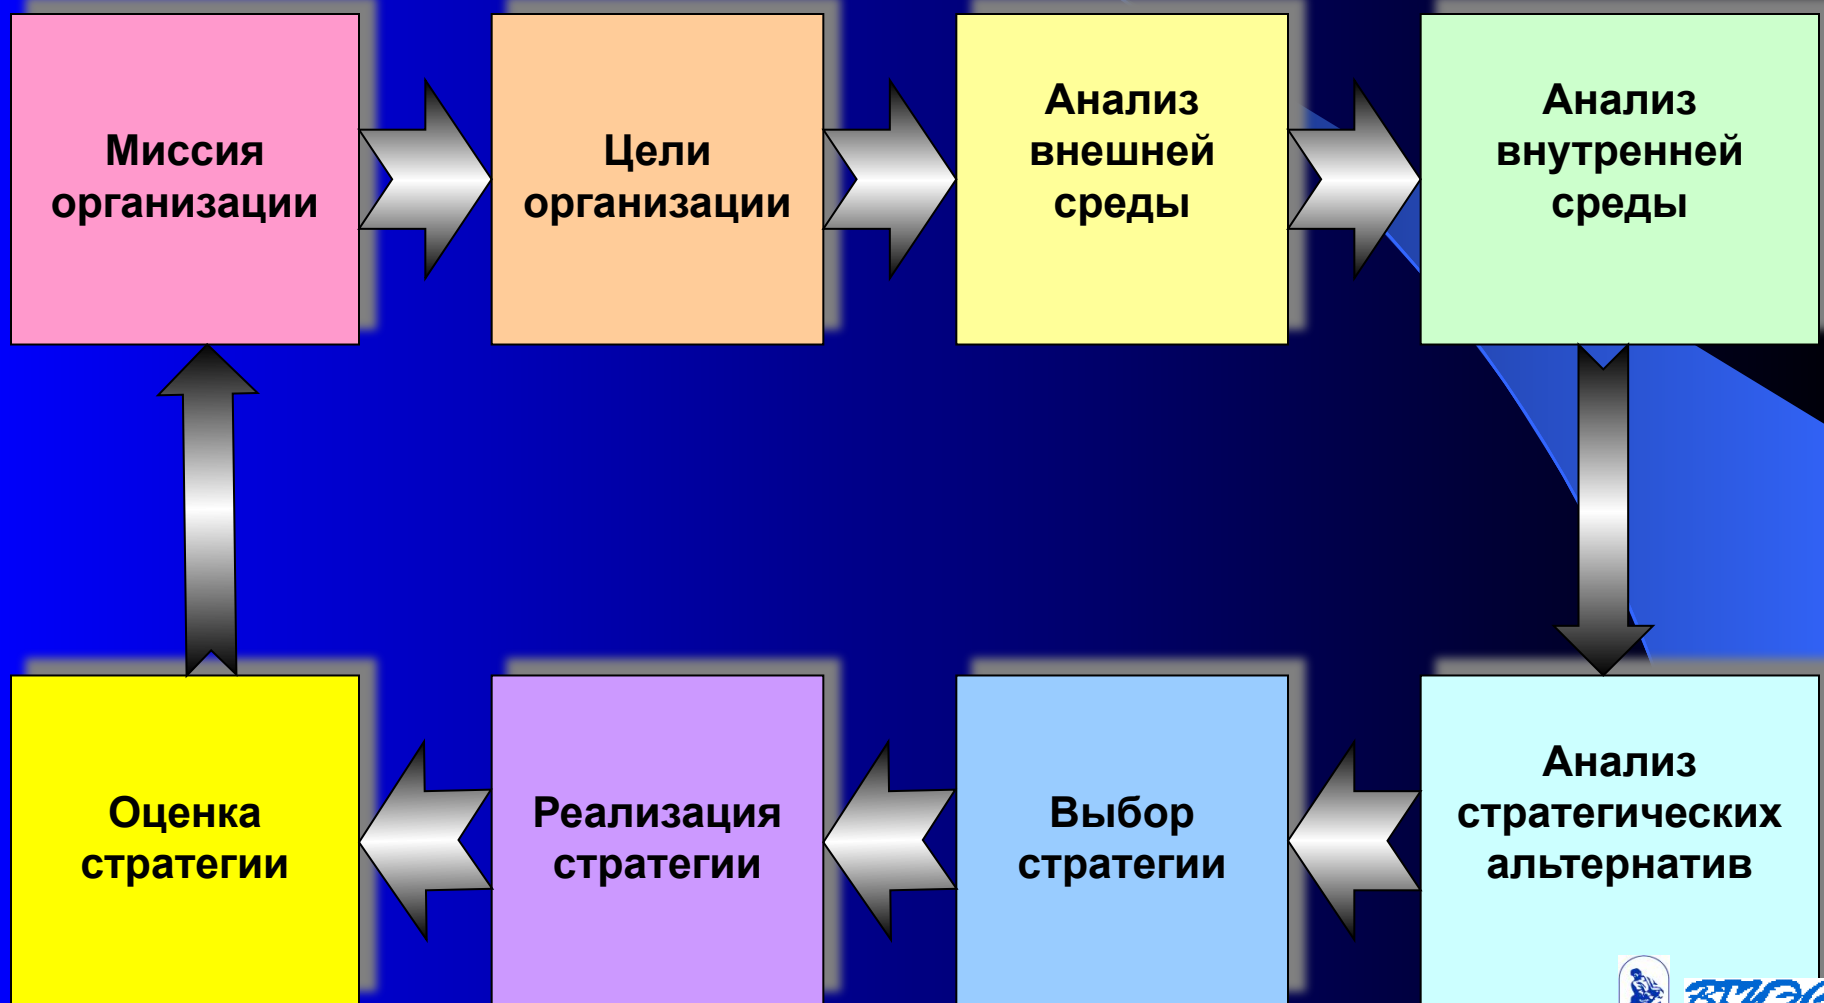 Миссия
организации
Цели
организации
Анализ
внешней
среды
Анализ
внутренней
среды
Оценка
стратегии
Реализация
стратегии
Выбор
стратегии
Анализ
стратегических
альтернатив